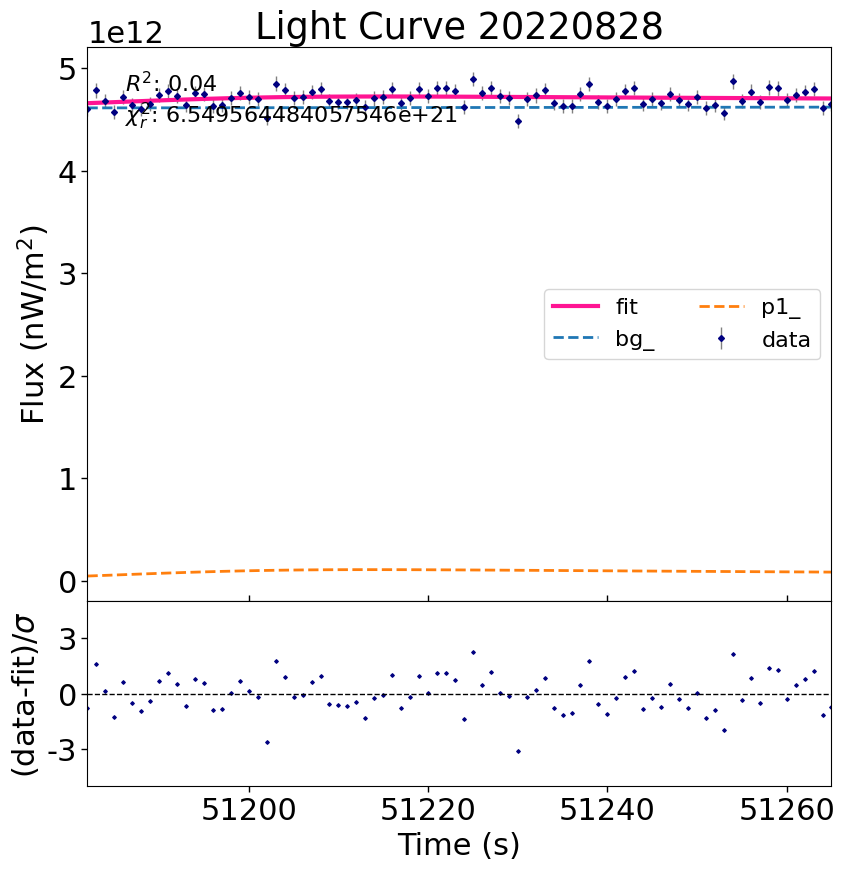 Light Curve 20220828
1e12
R²: 0.04
χ²ᵣ: 6.5495644484057546e+21
5
4
3
2
1
0
Flux (nW/m²)
fit
bg_
p1_
data
3
0
-3
(data-fit)/σ
51200
51220
51240
51260
Time (s)